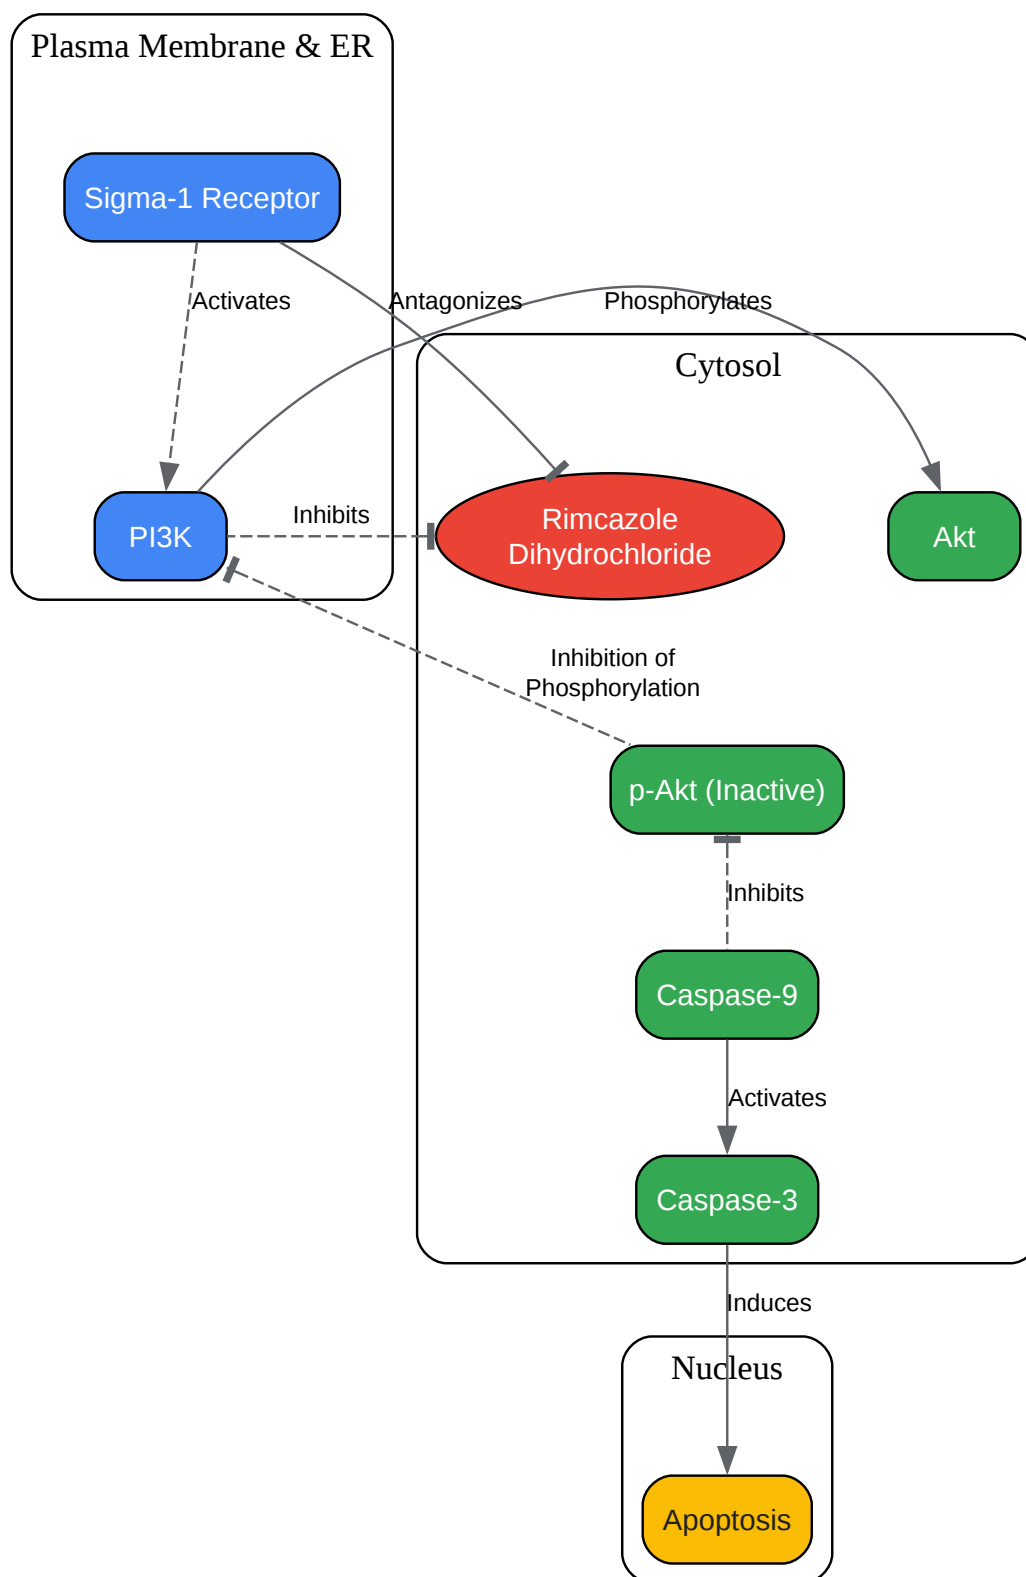 Plasma Membrane & ER
Sigma-1 Receptor
Activates
Antagonizes
Phosphorylates
Cytosol
PI3K
Inhibits
Rimcazole
Dihydrochloride
Akt
Inhibition of
Phosphorylation
p-Akt (Inactive)
Inhibits
Caspase-9
Activates
Caspase-3
Induces
Nucleus
Apoptosis